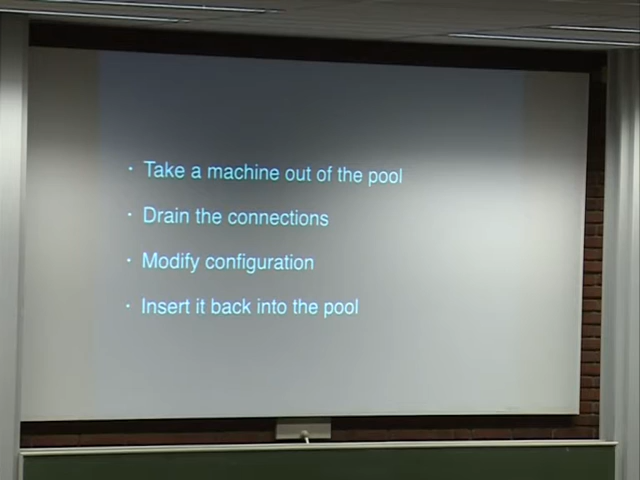 · Take a machine out of the pool
· Drain the connections
· Modify configuration
· Insert it back into the pool